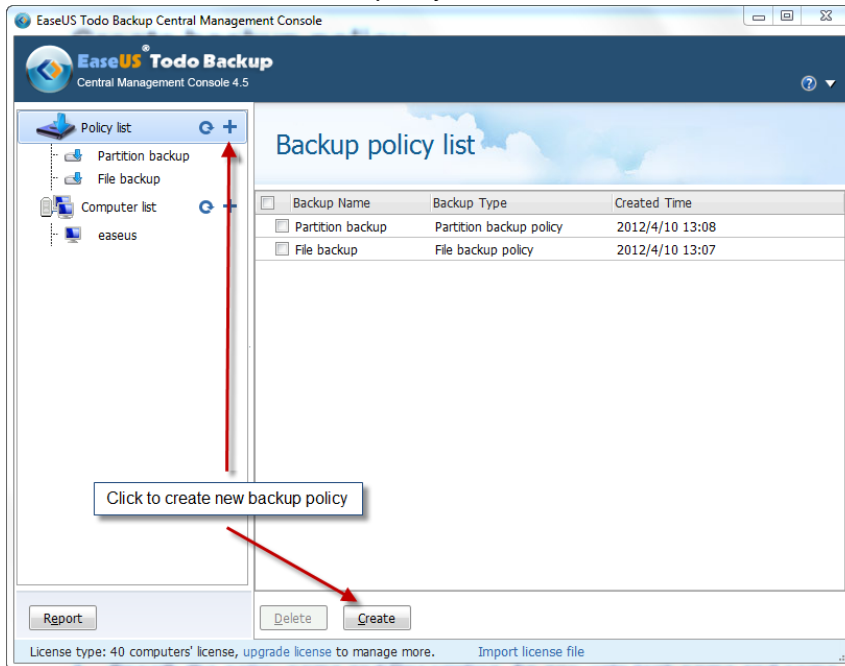 EaseUS Todo Backup Central Management Console
EaseUS® Todo Backup
Central Management Console 4.5
Policy list
Partition backup
File backup
Computer list
easeus
Backup policy list
Backup Name Backup Type Created Time
Partition backup Partition backup policy 2012/4/10 13:08
File backup File backup policy 2012/4/10 13:07
Click to create new backup policy
Report
Delete Create
License type: 40 computers' license, upgrade license to manage more. Import license file